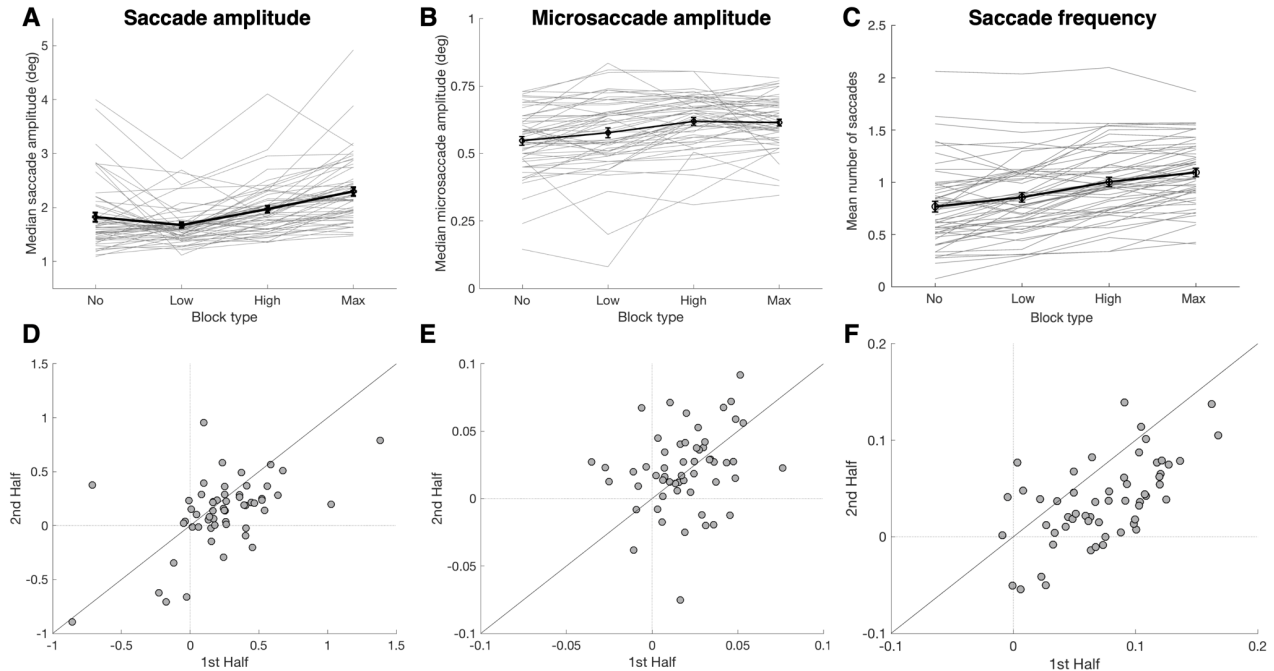 A Saccade amplitude
Median saccade amplitude (deg)
5
4
3
2
1
No Low High Max
Block type
B Microsaccade amplitude
Median microsaccade amplitude (deg)
1
0.75
0.5
0.25
0
No Low High Max
Block type
C Saccade frequency
Mean number of saccades
2.5
2
1.5
1
0.5
0
No Low High Max
Block type
D
2nd Half
1.5
1
0.5
0
-0.5
-1
-1 -0.5 0 0.5 1 1.5
1st Half
E
2nd Half
0.1
0.05
0
-0.05
-0.1
-0.1 -0.05 0 0.05 0.1
1st Half
F
2nd Half
0.2
0.1
0
-0.1
-0.1 0 0.1 0.2
1st Half